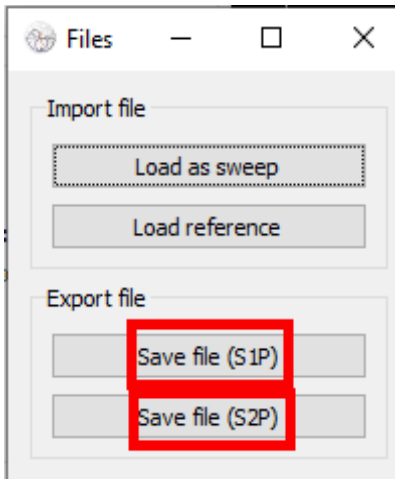 Files
Import file
Load as sweep
Load reference
Export file
Save file (S1P)
Save file (S2P)